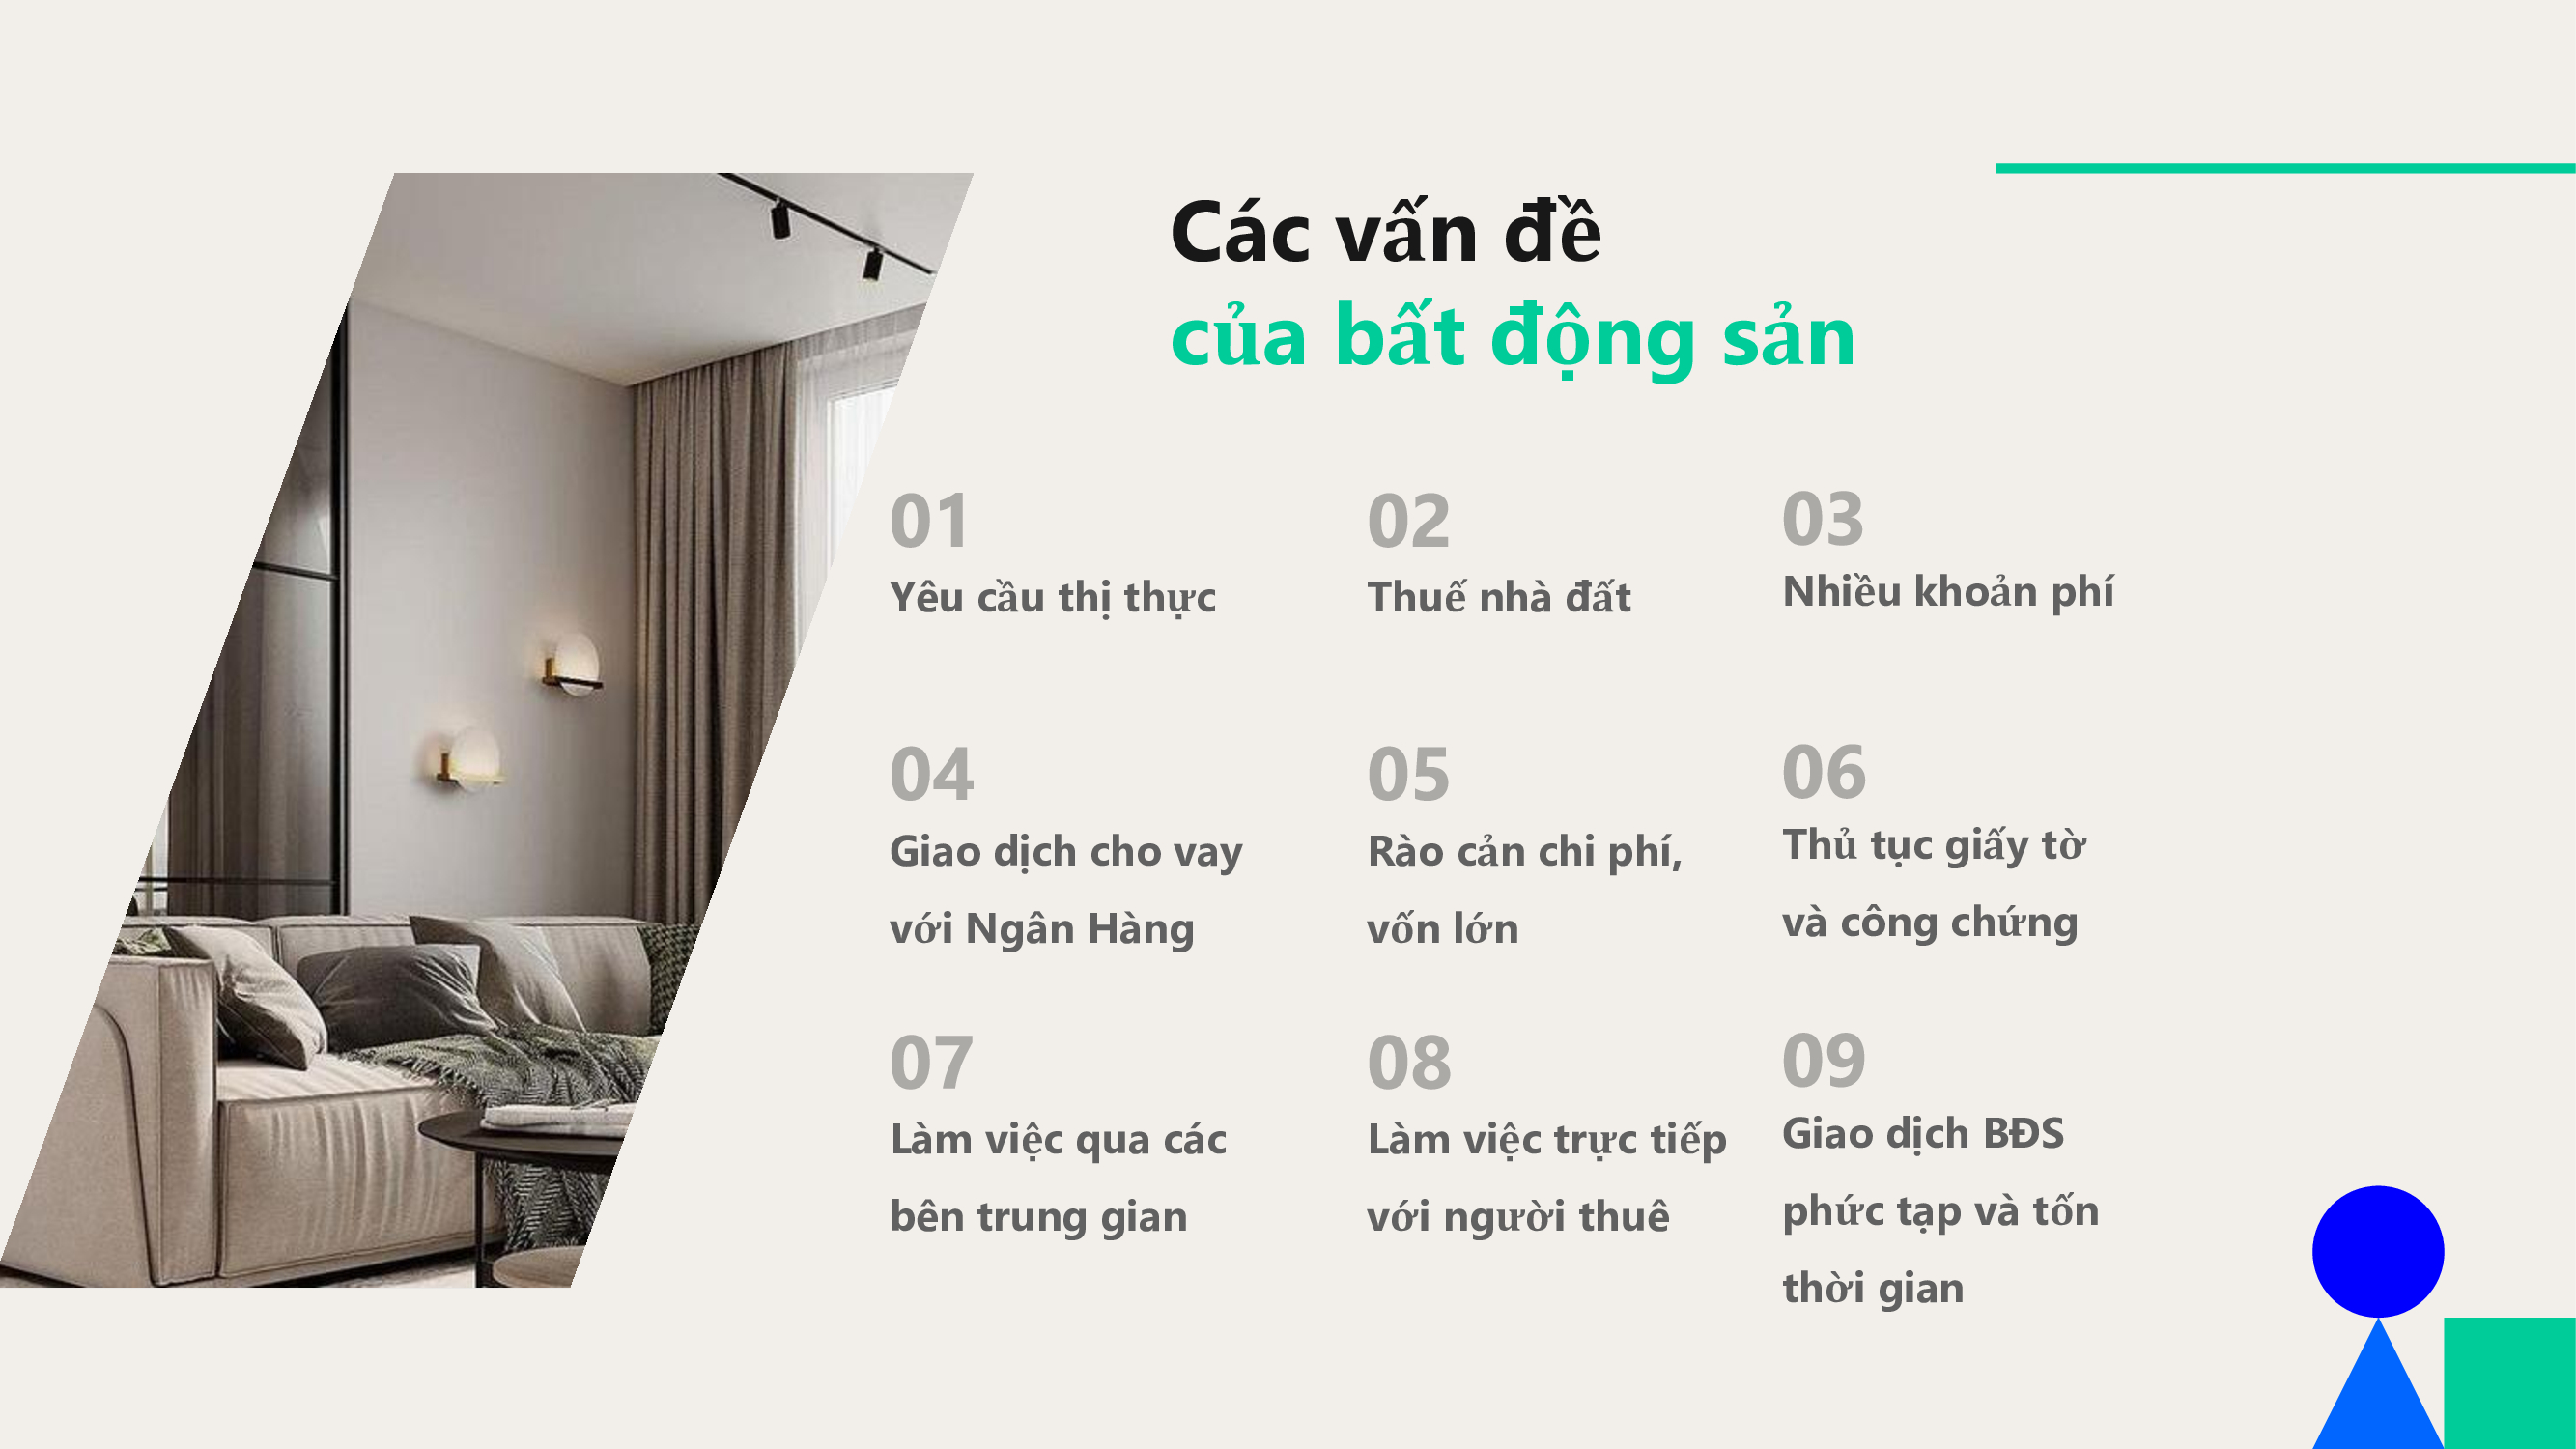 Các vấn đề
của bất động sản
01
Yêu cầu thị thực
02
Thuế nhà đất
03
Nhiều khoản phí
04
Giao dịch cho vay
với Ngân Hàng
05
Rào cản chi phí,
vốn lớn
06
Thủ tục giấy tờ
và công chứng
07
Làm việc qua các
bên trung gian
08
Làm việc trực tiếp
với người thuê
09
Giao dịch BĐS
phức tạp và tốn
thời gian